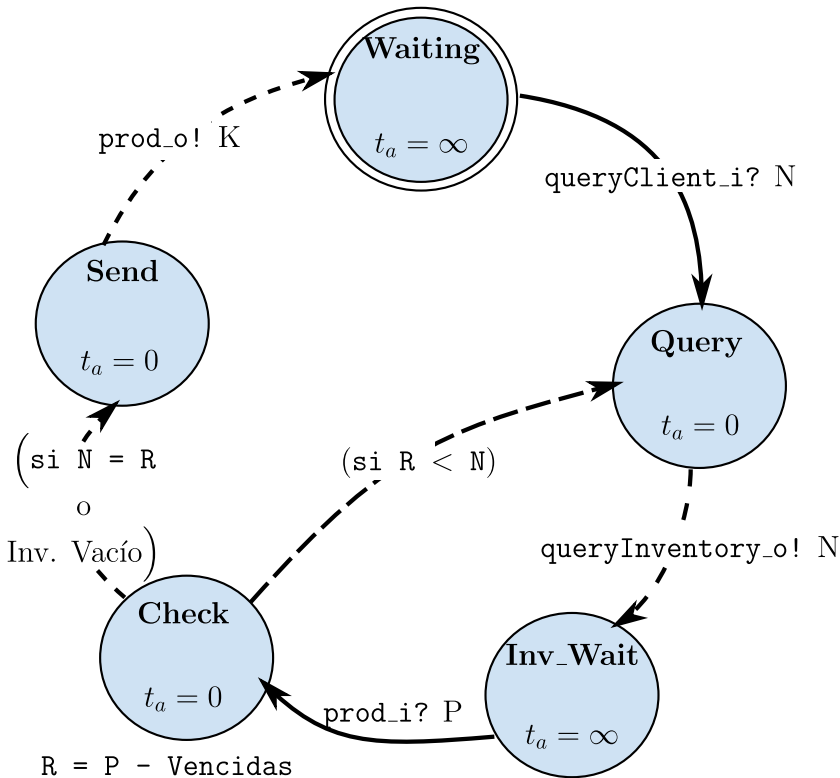 Waiting
t_a = ∞
prod_o! K
queryClient_i? N
Send
t_a = 0
Query
t_a = 0
(si N = R
o
Inv. Vacío)
(si R < N)
queryInventory_o! N
Check
t_a = 0
Inv_Wait
t_a = ∞
prod_i? P
R = P - Vencidas